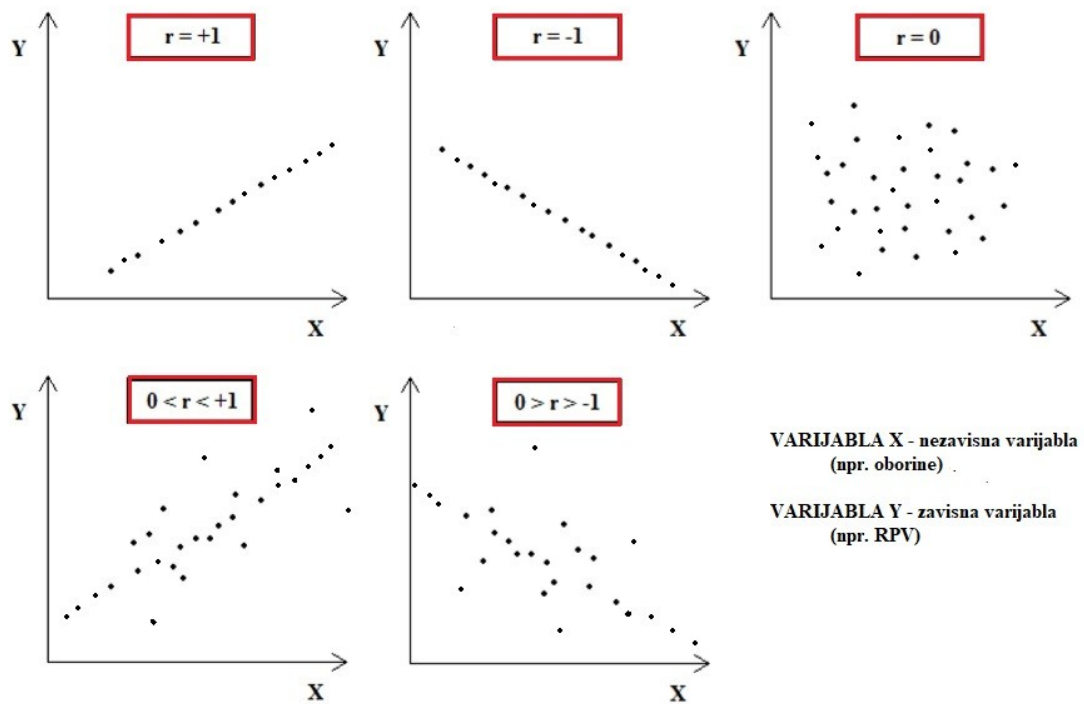 r = +1
Y
X
r = -1
Y
X
r = 0
Y
X
0 < r < +1
Y
X
0 > r > -1
Y
X
VARIJABLA X - nezavisna varijabla
(npr. oborine)
VARIJABLA Y - zavisna varijabla
(npr. RPV)